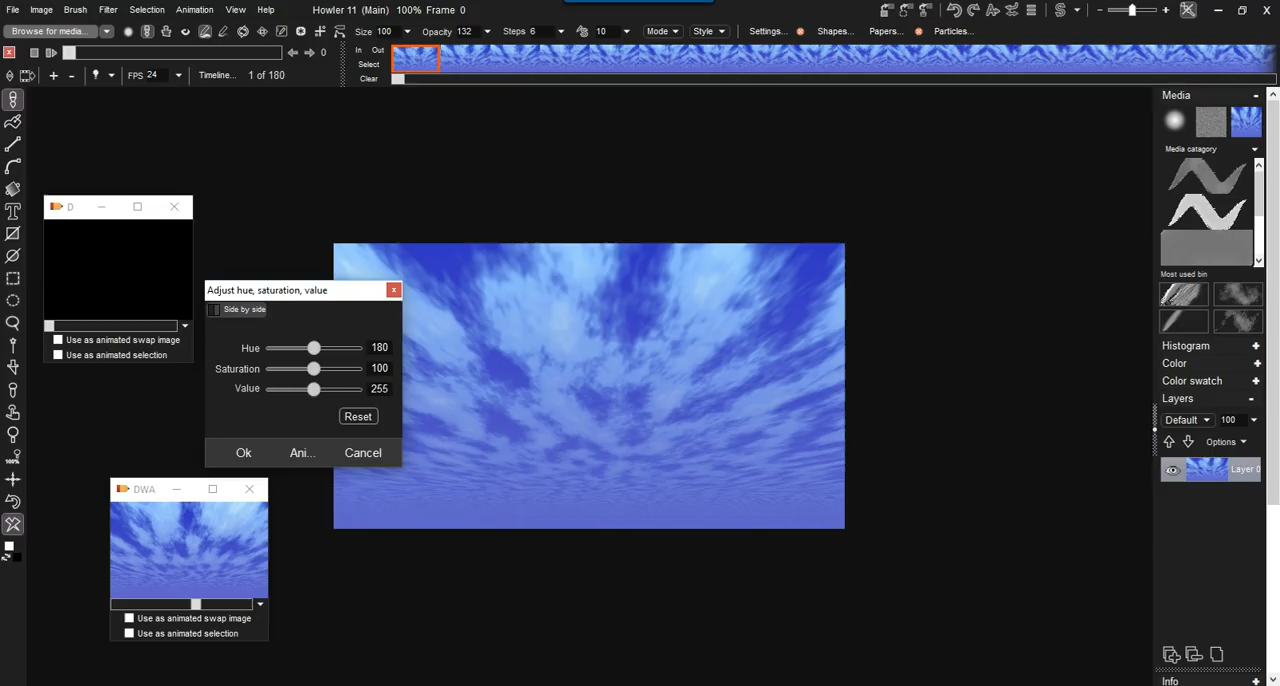 File Image Brush Filter Selection Animation View Help Howler 11 (Main) 100% Frame 0
Browse for media... Size 100 Opacity 132 Steps 6 10 Mode Style Settings... Shapes... Papers... Particles...
0 In Out
Select
FPS 24 Timeline... 1 of 180 Clear
Media
Media catagory
Most used bin
Histogram
Color
Color swatch
Layers
Default 100
Options
Layer 0
Info
D
Use as animated swap image
Use as animated selection
Adjust hue, saturation, value
Side by side
Hue 180
Saturation 100
Value 255
Reset
Ok Ani... Cancel
DWA
Use as animated swap image
Use as animated selection
100%